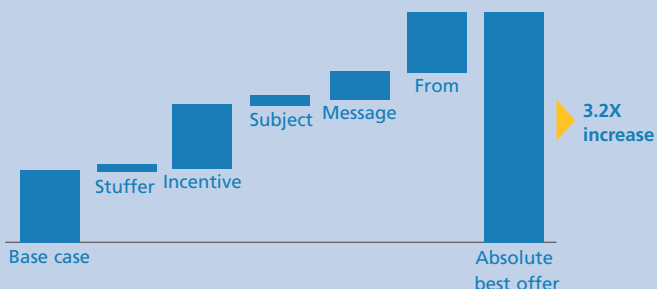 From
Subject
Message
3.2X
increase
Stuffer
Incentive
Base case
Absolute
best offer